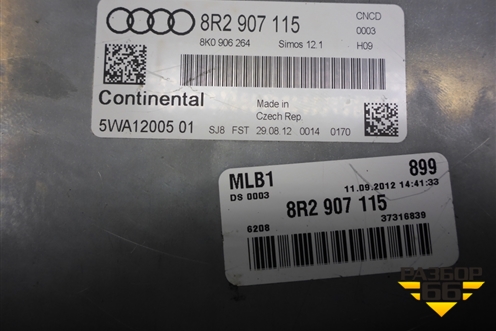 8R2 907 115
CNCD
0003
8K0 906 264 Simos 12.1 H09
Continental
Made in
Czech Rep.
5WA12005 01 SJ8 FST 29.08.12 0014 0170
MLB1 899
DS 0003 11.09.2012 14:41:33
8R2 907 115
6208 37316839
РАЗБОР
66